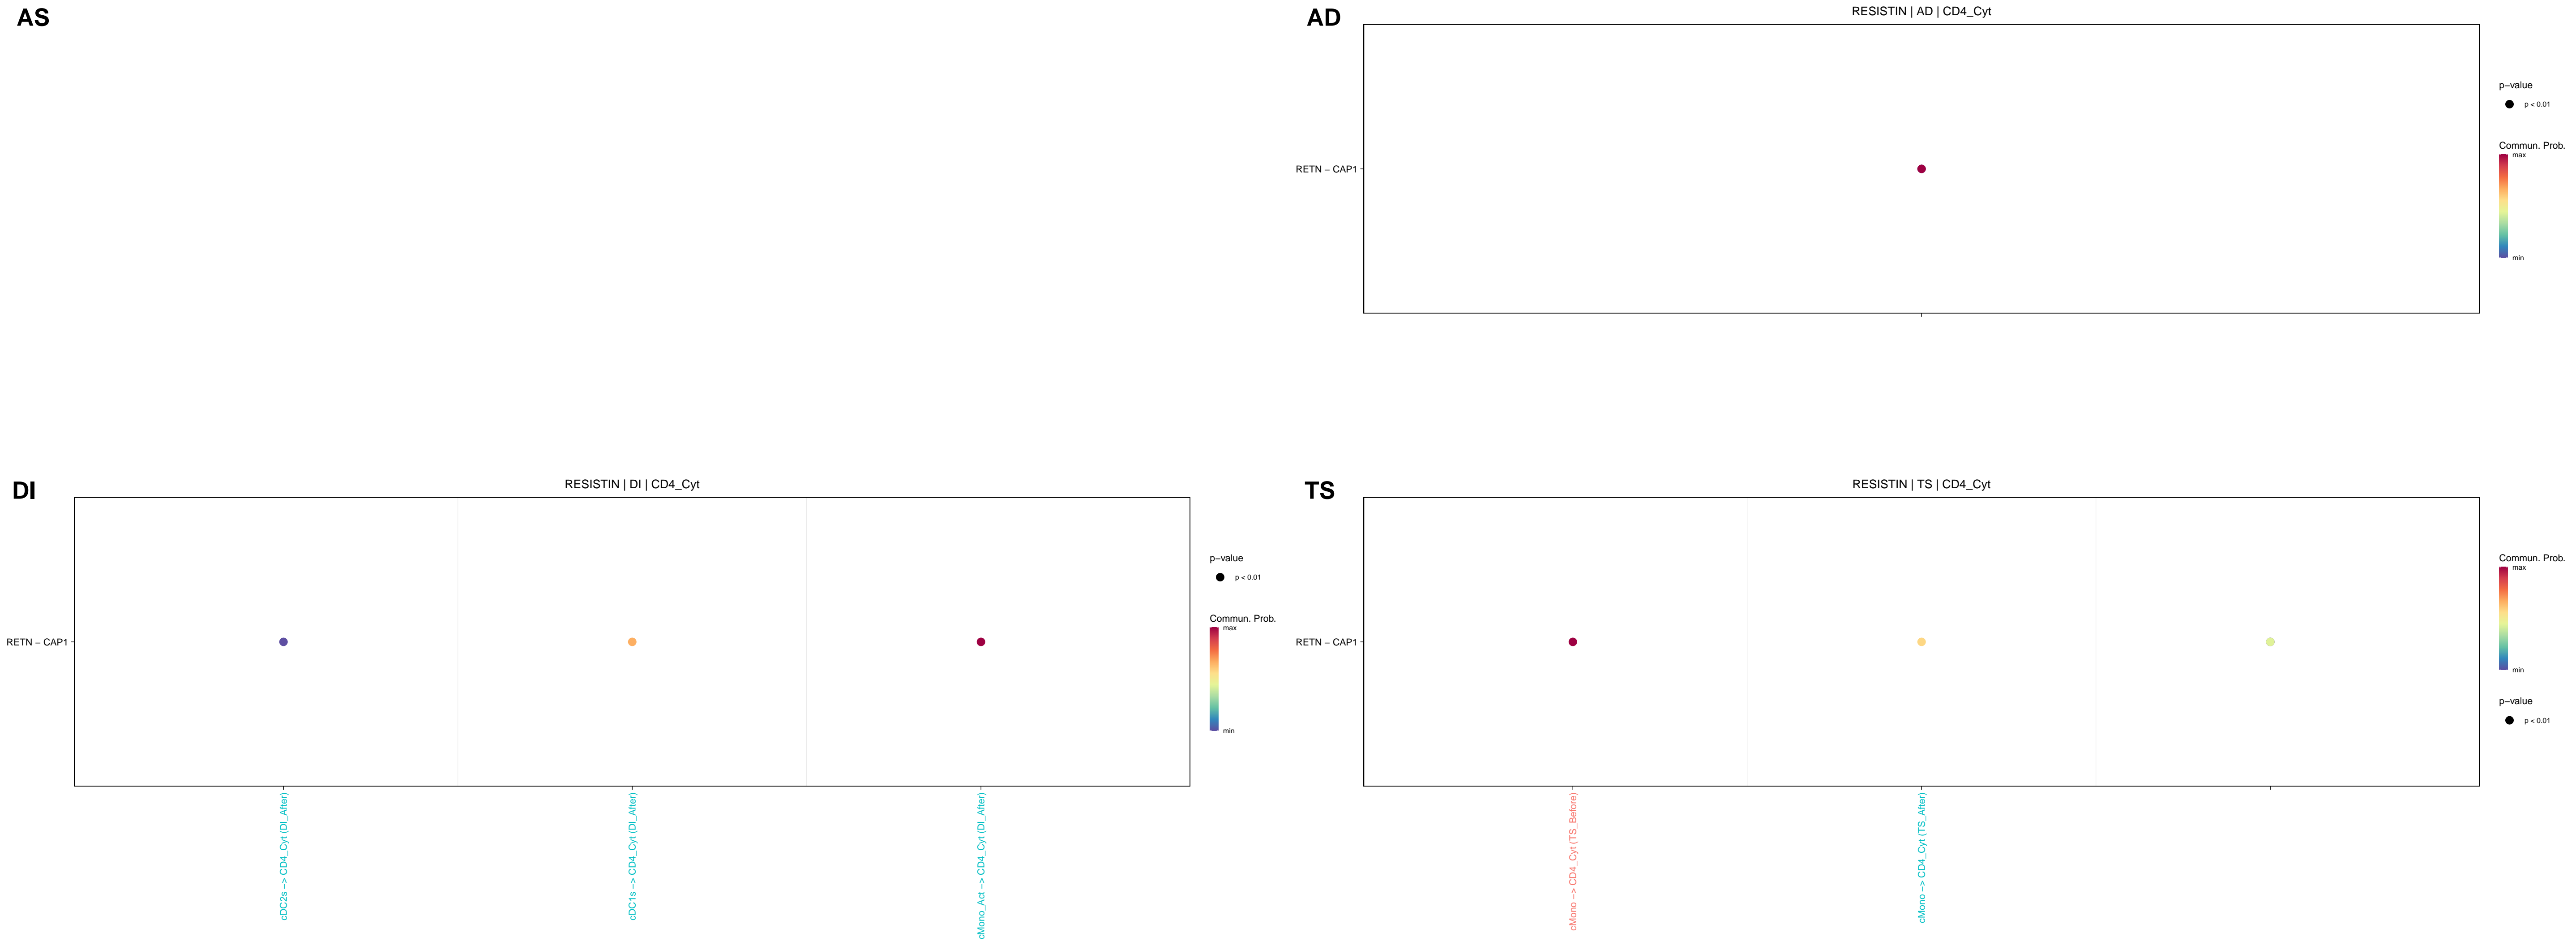 AS
AD
RESISTIN | AD | CD4_Cyt
RETN − CAP1
p−value
p < 0.01
Commun. Prob.
max
min
DI
RESISTIN | DI | CD4_Cyt
RETN − CAP1
cDC2s −> CD4_Cyt (DI_After)
cDC1s −> CD4_Cyt (DI_After)
cMono_Act −> CD4_Cyt (DI_After)
p−value
p < 0.01
Commun. Prob.
max
min
TS
RESISTIN | TS | CD4_Cyt
RETN − CAP1
cMono −> CD4_Cyt (TS_Before)
cMono −> CD4_Cyt (TS_After)
Commun. Prob.
max
min
p−value
p < 0.01